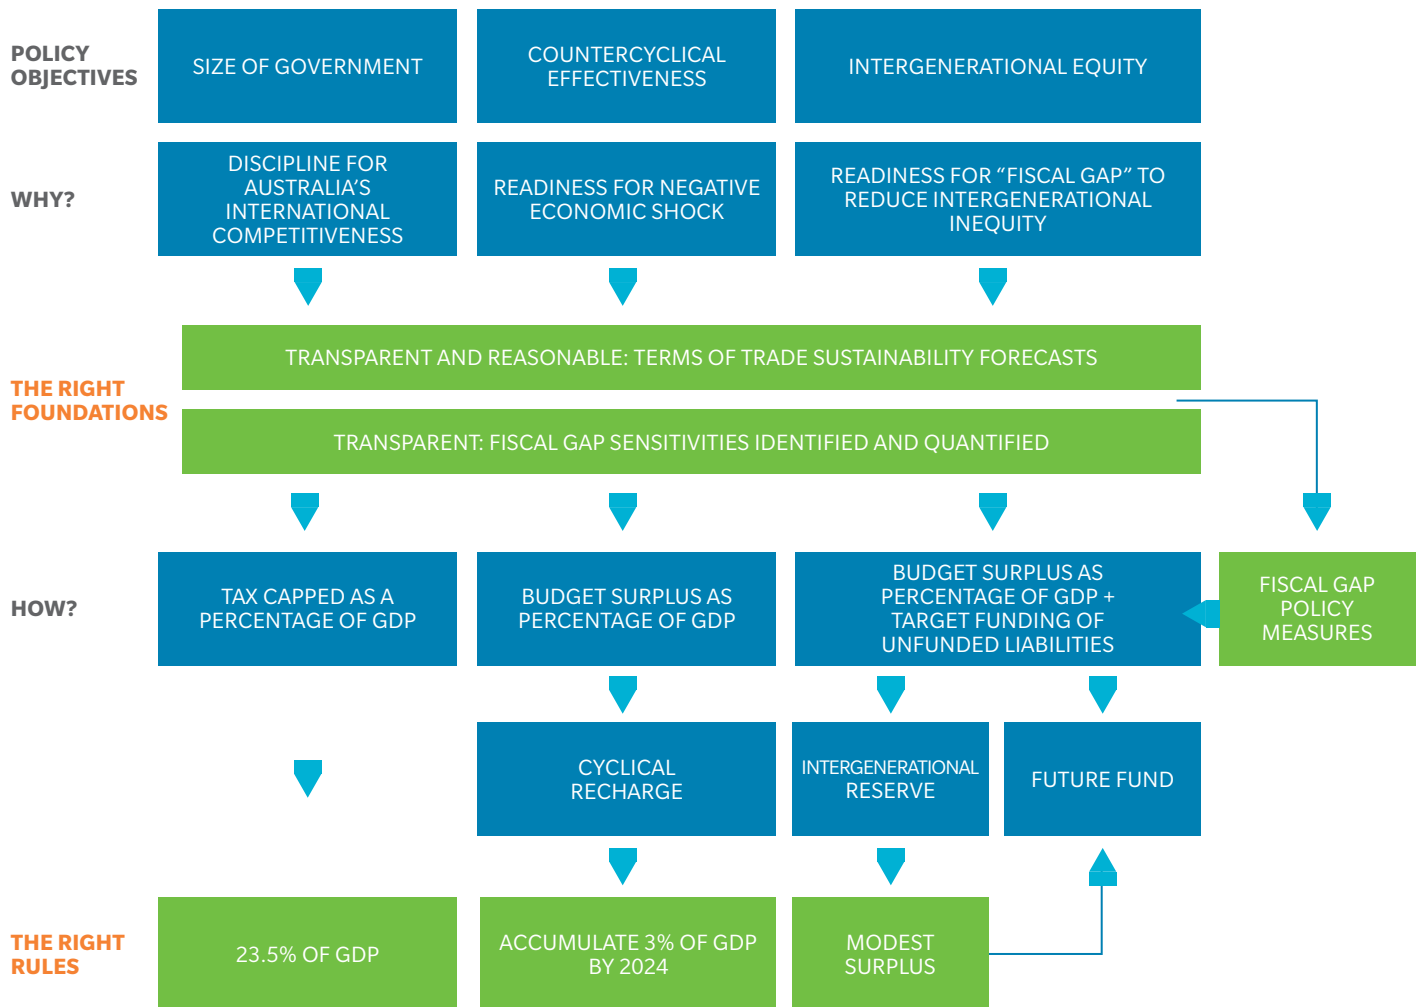 POLICY
OBJECTIVES
SIZE OF GOVERNMENT
COUNTERCYCLICAL
EFFECTIVENESS
INTERGENERATIONAL EQUITY
WHY?
DISCIPLINE FOR
AUSTRALIA’S
INTERNATIONAL
COMPETITIVENESS
READINESS FOR NEGATIVE
ECONOMIC SHOCK
READINESS FOR “FISCAL GAP” TO
REDUCE INTERGENERATIONAL
INEQUITY
THE RIGHT
FOUNDATIONS
TRANSPARENT AND REASONABLE: TERMS OF TRADE SUSTAINABILITY FORECASTS
TRANSPARENT: FISCAL GAP SENSITIVITIES IDENTIFIED AND QUANTIFIED
HOW?
TAX CAPPED AS A
PERCENTAGE OF GDP
BUDGET SURPLUS AS
PERCENTAGE OF GDP
BUDGET SURPLUS AS
PERCENTAGE OF GDP +
TARGET FUNDING OF
UNFUNDED LIABILITIES
FISCAL GAP
POLICY
MEASURES
CYCLICAL
RECHARGE
INTERGENERATIONAL
RESERVE
FUTURE FUND
THE RIGHT
RULES
23.5% OF GDP
ACCUMULATE 3% OF GDP
BY 2024
MODEST
SURPLUS